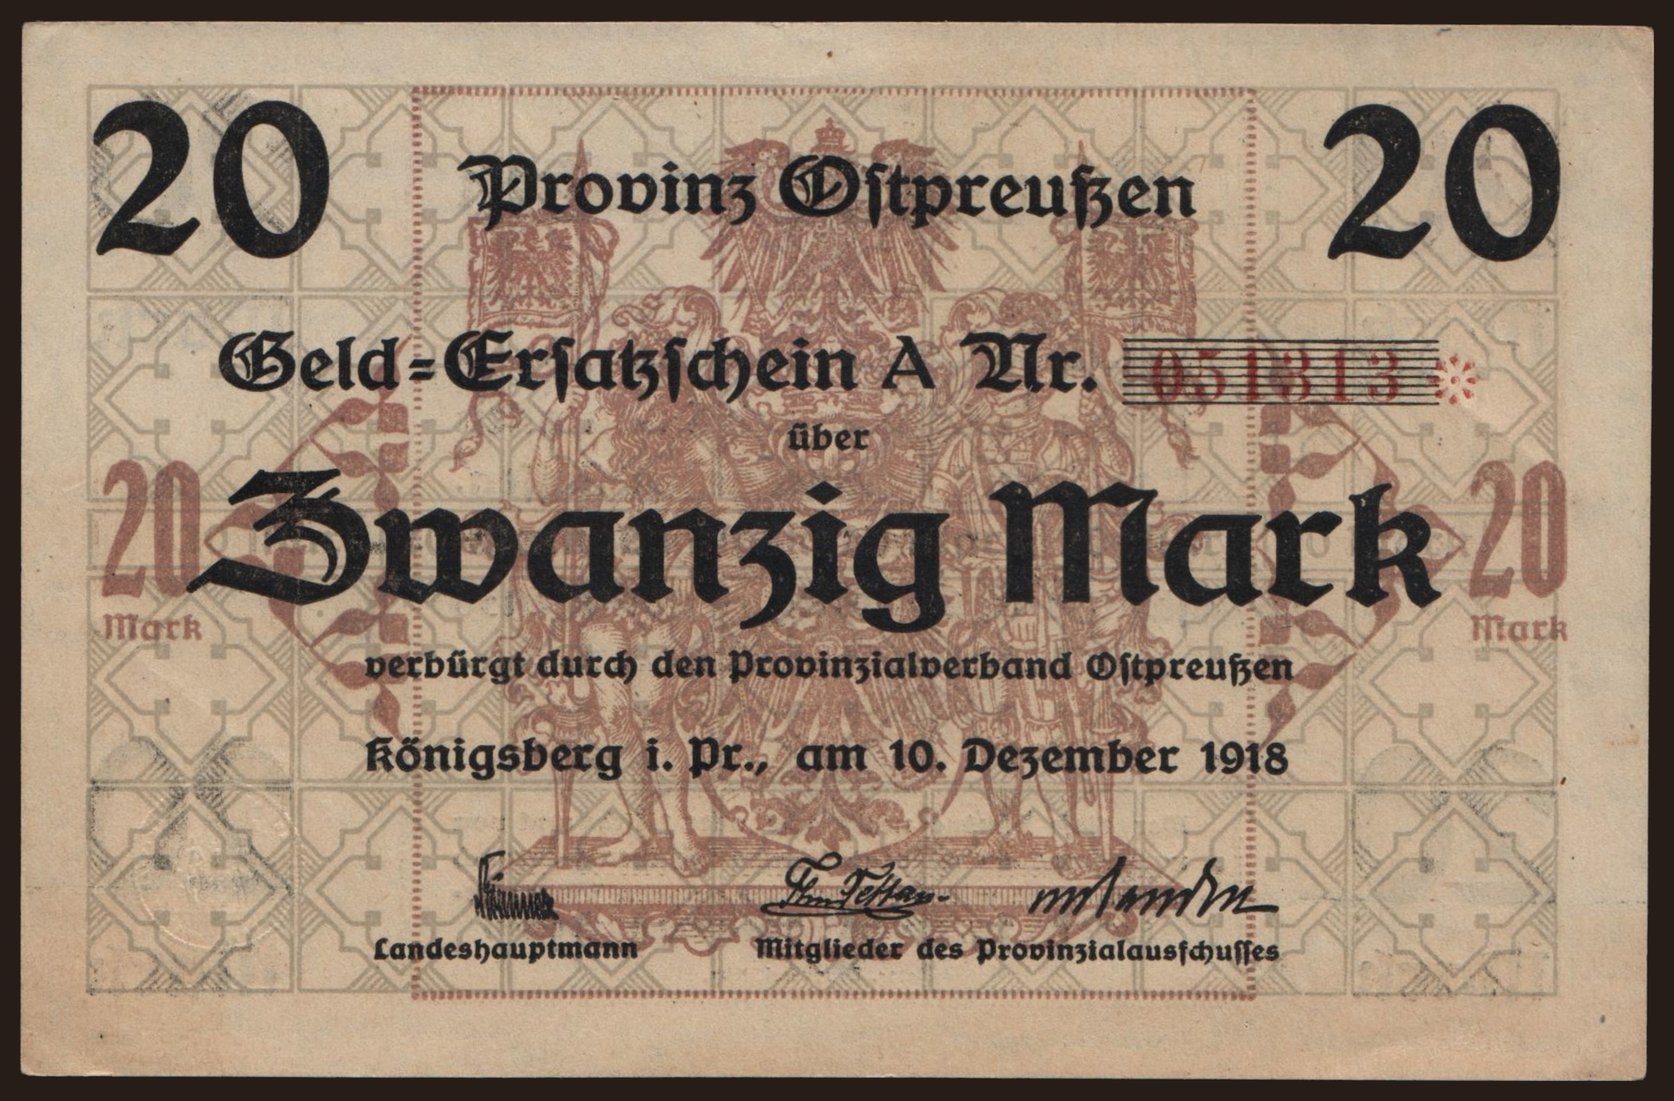 20 20
Provinz Oſtpreußen
Geld=Erſatzſchein A Nr. 051313
über
Zwanzig Mark
20 20
Mark Mark
verbürgt durch den Provinzialverband Oſtpreußen
Königsberg i. Pr., am 10. Dezember 1918
Landeshauptmann Mitglieder des Provinzialausſchuſſes